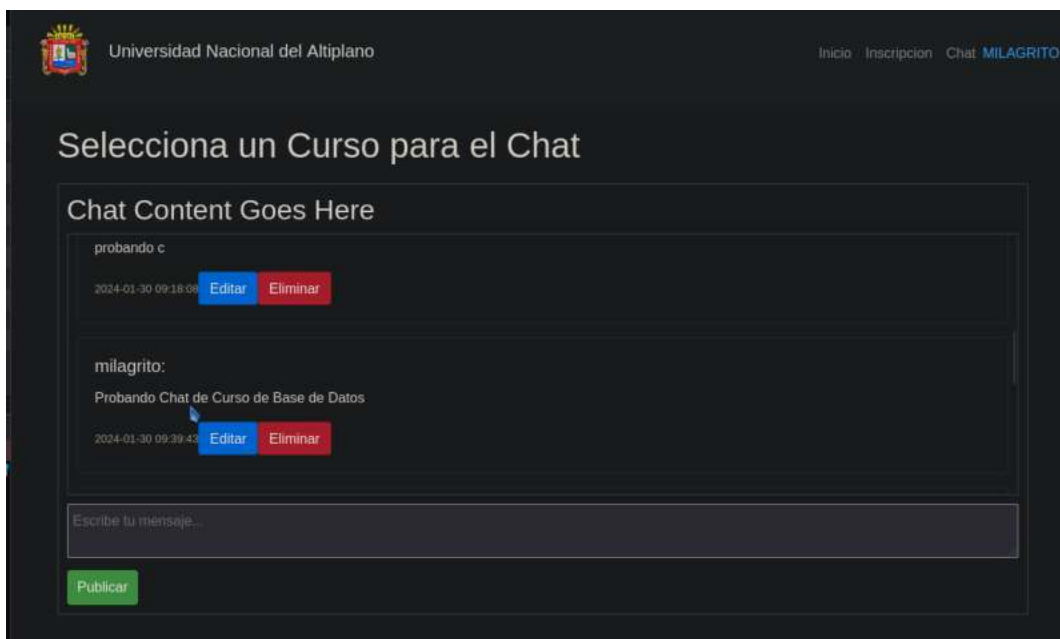 Universidad Nacional del Altiplano
Inicio Inscripcion Chat MILAGRITO
Selecciona un Curso para el Chat
Chat Content Goes Here
probando c
2024-01-30 09:18:08 Editar Eliminar
milagrito:
Probando Chat de Curso de Base de Datos
2024-01-30 09:39:43 Editar Eliminar
Escribe tu mensaje...
Publicar